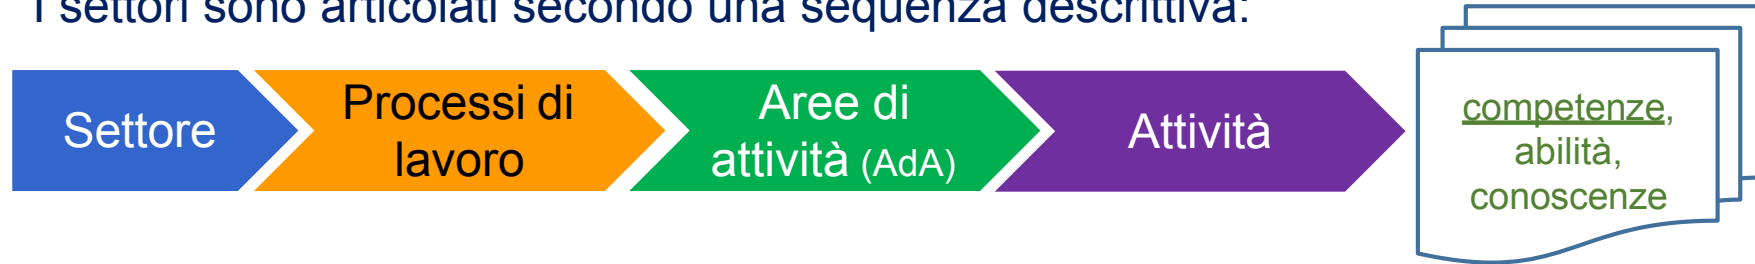 I settori sono articolati secondo una sequenza descrittiva:
Settore
Processi di
lavoro
Aree di
attività (AdA)
Attività
competenze,
abilità,
conoscenze